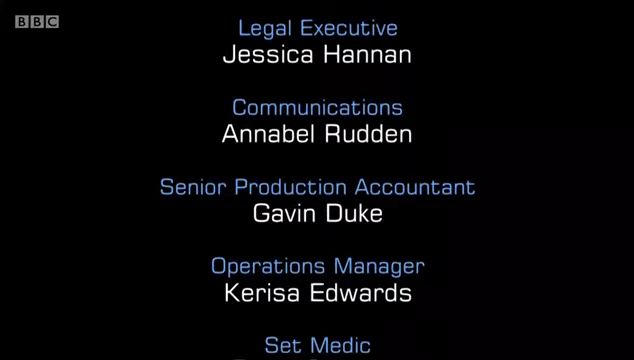 BBC
Legal Executive
Jessica Hannan
Communications
Annabel Rudden
Senior Production Accountant
Gavin Duke
Operations Manager
Kerisa Edwards
Set Medic